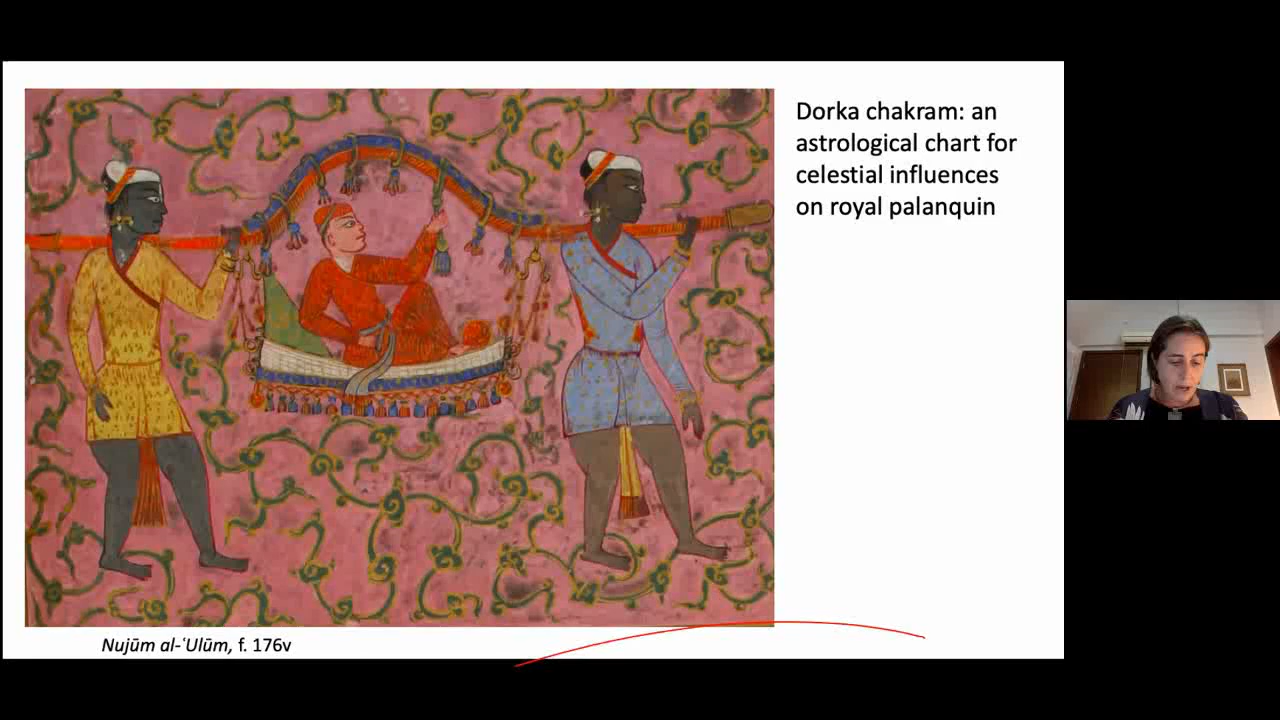 Dorka chakram: an
astrological chart for
celestial influences
on royal palanquin
Nujūm al-ʿUlūm, f. 176v